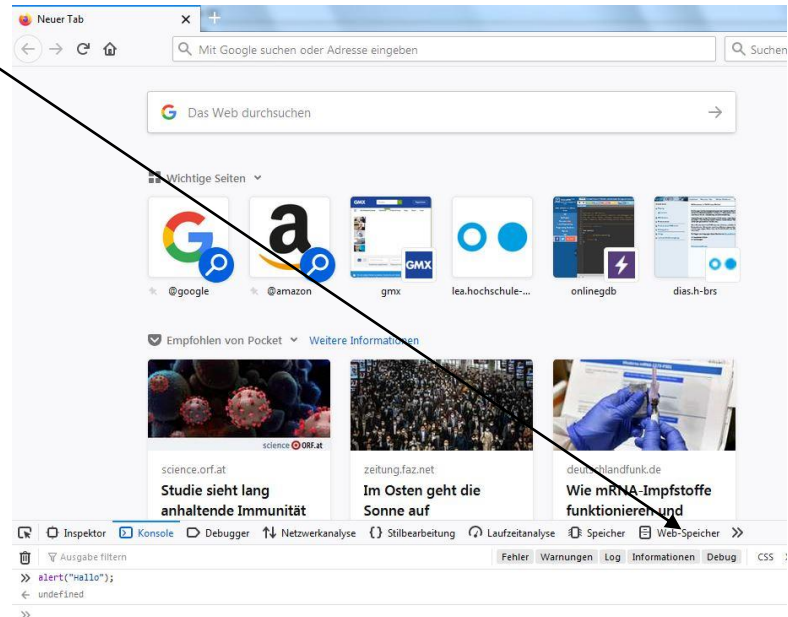 Neuer Tab
Mit Google suchen oder Adresse eingeben
Suchen
Das Web durchsuchen
Wichtige Seiten
GMX
@google
@amazon
gmx
lea.hochschule-...
onlinegdb
dias.h-brs
Empfohlen von Pocket Weitere Informationen
science ORF.at
science.orf.at
zeitung.faz.net
deutschlandfunk.de
Studie sieht lang
anhaltende Immunität
Im Osten geht die
Sonne auf
Wie mRNA-Impfstoffe
funktionieren und
Inspektor Konsole Debugger Netzwerkanalyse {} Stilbearbeitung Laufzeitanalyse Speicher Web-Speicher >>
Ausgabe filtern Fehler Warnungen Log Informationen Debug CSS
>> alert("Hallo");
← undefined
>>